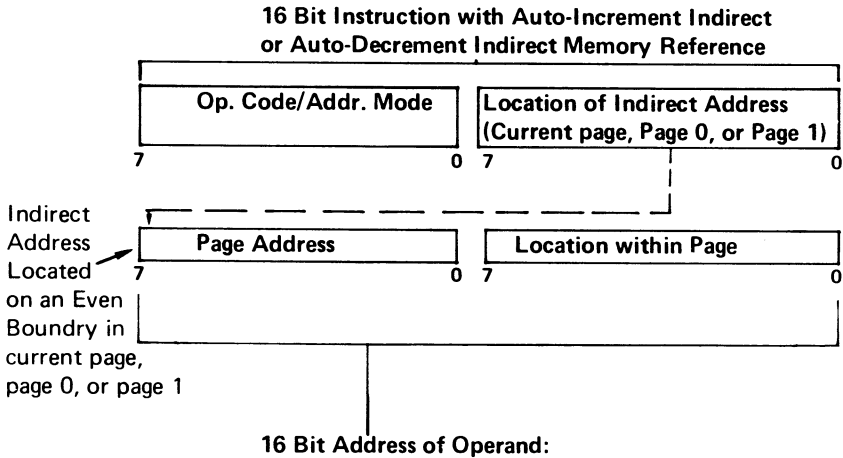 16 Bit Instruction with Auto-Increment Indirect
or Auto-Decrement Indirect Memory Reference
Op. Code/Addr. Mode
Location of Indirect Address
(Current page, Page 0, or Page 1)
7 0 7 0
Indirect
Address
Located
on an Even
Boundry in
current page,
page 0, or page 1
Page Address
Location within Page
7 0 7 0
16 Bit Address of Operand: